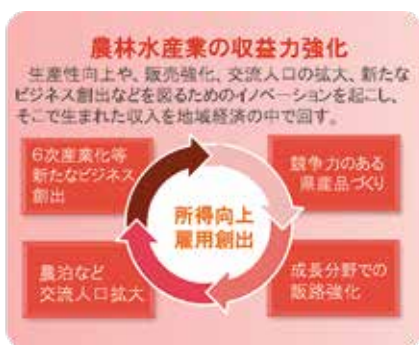 農林水産業の収益力強化
生産性向上や、販売強化、交流人口の拡大、新たな
ビジネス創出などを図るためのイノベーションを起こし、
そこで生まれた収入を地域経済の中で回す。
6次産業化等
新たなビジネス
創出
競争力のある
県産品づくり
所得向上
雇用創出
農泊など
交流人口拡大
成長分野での
販路強化